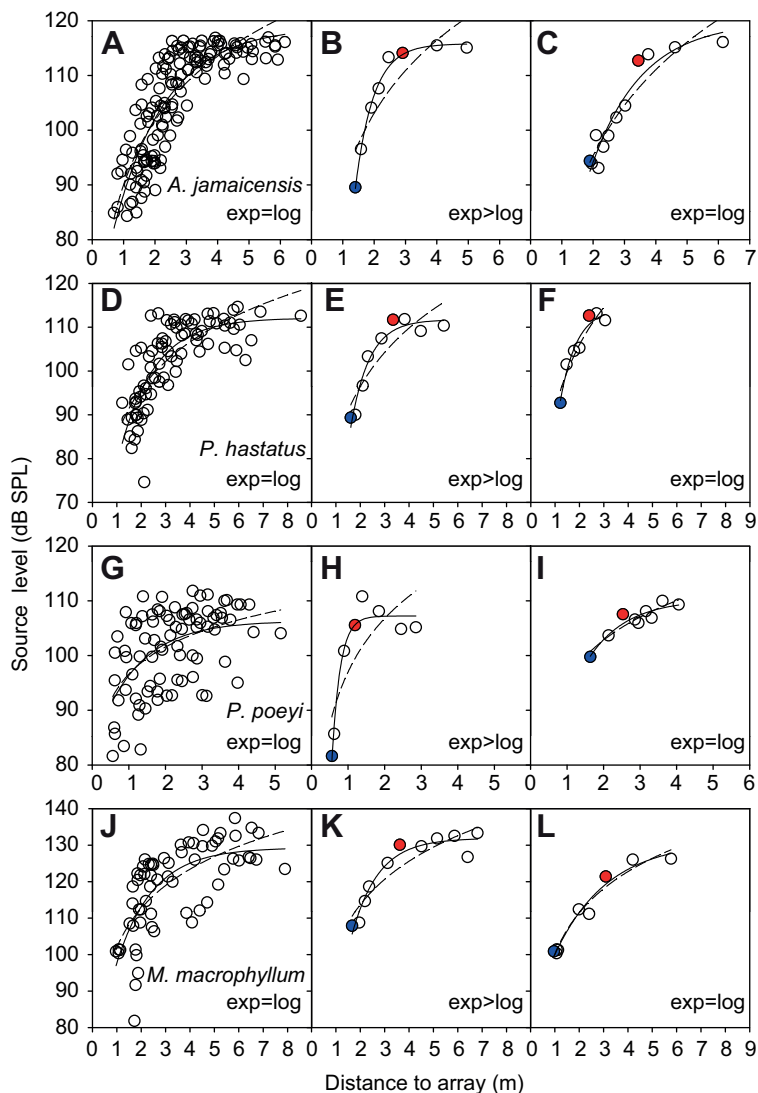 120
110
100
90
80
A
A. jamaicensis
exp=log
B
exp>log
C
exp=log
0 1 2 3 4 5 6 0 1 2 3 4 5 6 0 1 2 3 4 5 6 7
120
110
100
90
80
70
D
P. hastatus
exp=log
E
exp>log
F
exp=log
0 1 2 3 4 5 6 7 8 0 1 2 3 4 5 6 7 8 0 1 2 3 4 5 6 7 8 9
Source level (dB SPL)
120
110
100
90
80
G
P. poeyi
exp=log
H
exp>log
I
exp=log
0 1 2 3 4 5 0 1 2 3 4 5 0 1 2 3 4 5 6
140
130
120
110
100
90
80
J
M. macrophyllum
exp=log
K
exp>log
L
exp=log
0 1 2 3 4 5 6 7 8 0 1 2 3 4 5 6 7 8 0 1 2 3 4 5 6 7 8 9
Distance to array (m)